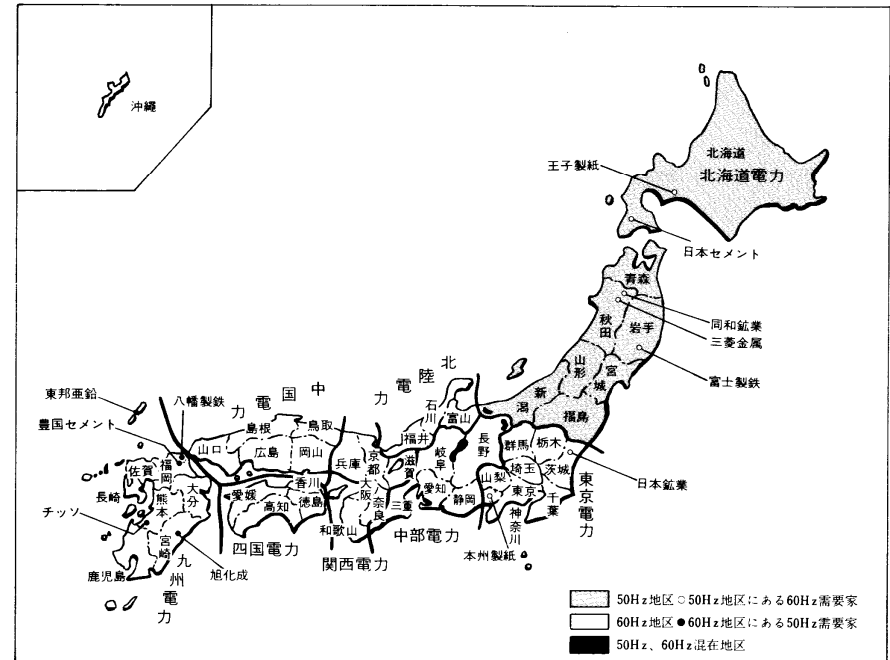 沖縄
北海道
北海道電力
王子製紙
日本セメント
青森
秋田
岩手
同和鉱業
三菱金属
富士製鉄
山形
宮城
新潟
福島
北陸電力
石川
富山
福井
中国電力
鳥取
島根
岡山
広島
山口
東邦亜鉛
八幡製鉄
豊国セメント
佐賀
福岡
長崎
大分
熊本
チッソ
宮崎
鹿児島
旭化成
九州電力
愛媛
香川
高知
徳島
四国電力
兵庫
京都
滋賀
大阪
奈良
和歌山
三重
関西電力
岐阜
愛知
長野
静岡
中部電力
群馬
栃木
埼玉
茨城
山梨
東京
千葉
神奈川
日本鉱業
本州製紙
東京電力
50Hz地区 ○50Hz地区にある60Hz需要家
60Hz地区 ●60Hz地区にある50Hz需要家
50Hz、60Hz混在地区